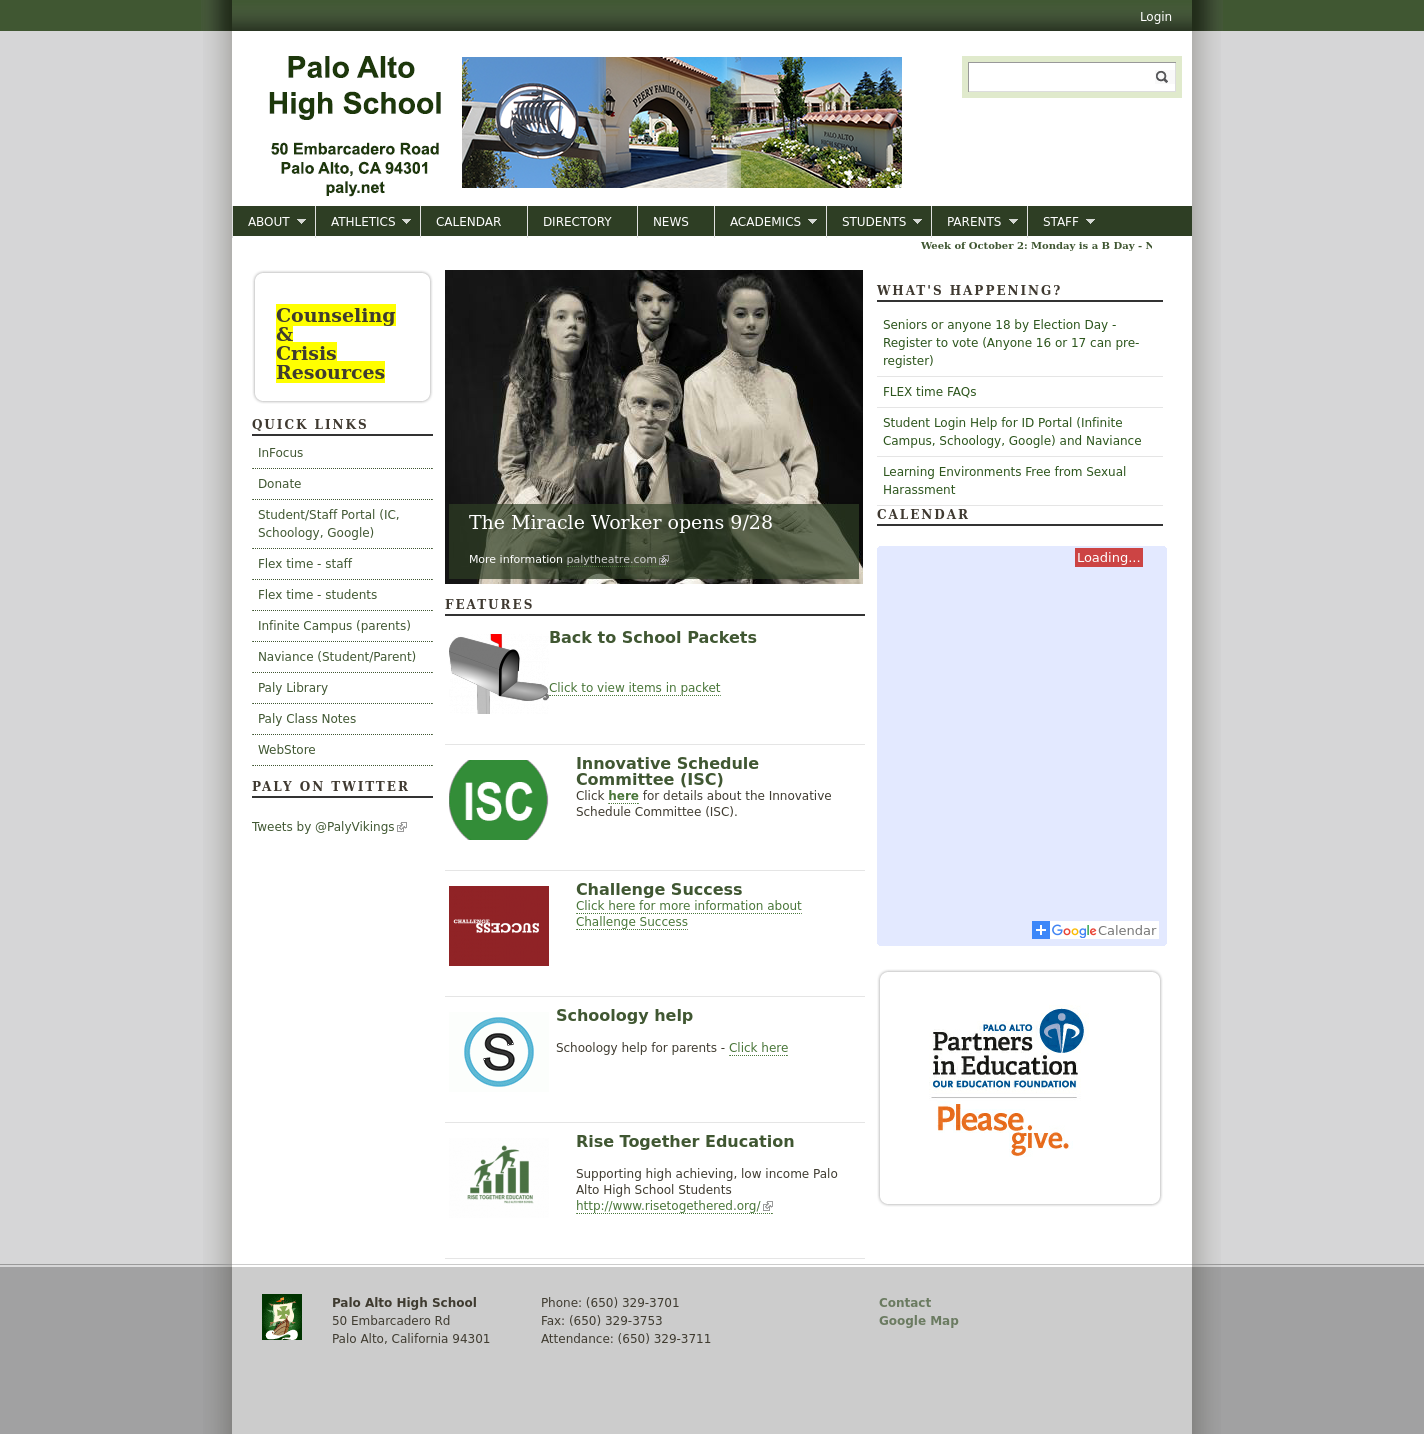 Login
Palo Alto
High School
50 Embarcadero Road
Palo Alto, CA 94301
paly.net
PEERY FAMILY CENTER
PALO ALTO
HIGH SCHOOL
ABOUT ATHLETICS CALENDAR DIRECTORY NEWS ACADEMICS STUDENTS PARENTS STAFF
Week of October 2: Monday is a B Day - N
Counseling
&
Crisis
Resources
QUICK LINKS
InFocus
Donate
Student/Staff Portal (IC,
Schoology, Google)
Flex time - staff
Flex time - students
Infinite Campus (parents)
Naviance (Student/Parent)
Paly Library
Paly Class Notes
WebStore
PALY ON TWITTER
Tweets by @PalyVikings
The Miracle Worker opens 9/28
More information palytheatre.com
FEATURES
Back to School Packets
Click to view items in packet
ISC
Innovative Schedule
Committee (ISC)
Click here for details about the Innovative
Schedule Committee (ISC).
CHALLENGE
SUCCESS
Challenge Success
Click here for more information about
Challenge Success
S
Schoology help
Schoology help for parents - Click here
RISE TOGETHER EDUCATION
Rise Together Education
Supporting high achieving, low income Palo
Alto High School Students
http://www.risetogethered.org/
WHAT'S HAPPENING?
Seniors or anyone 18 by Election Day -
Register to vote (Anyone 16 or 17 can pre-
register)
FLEX time FAQs
Student Login Help for ID Portal (Infinite
Campus, Schoology, Google) and Naviance
Learning Environments Free from Sexual
Harassment
CALENDAR
Loading...
Google Calendar
PALO ALTO
Partners
in Education
OUR EDUCATION FOUNDATION
Please
give.
Palo Alto High School
50 Embarcadero Rd
Palo Alto, California 94301
Phone: (650) 329-3701
Fax: (650) 329-3753
Attendance: (650) 329-3711
Contact
Google Map